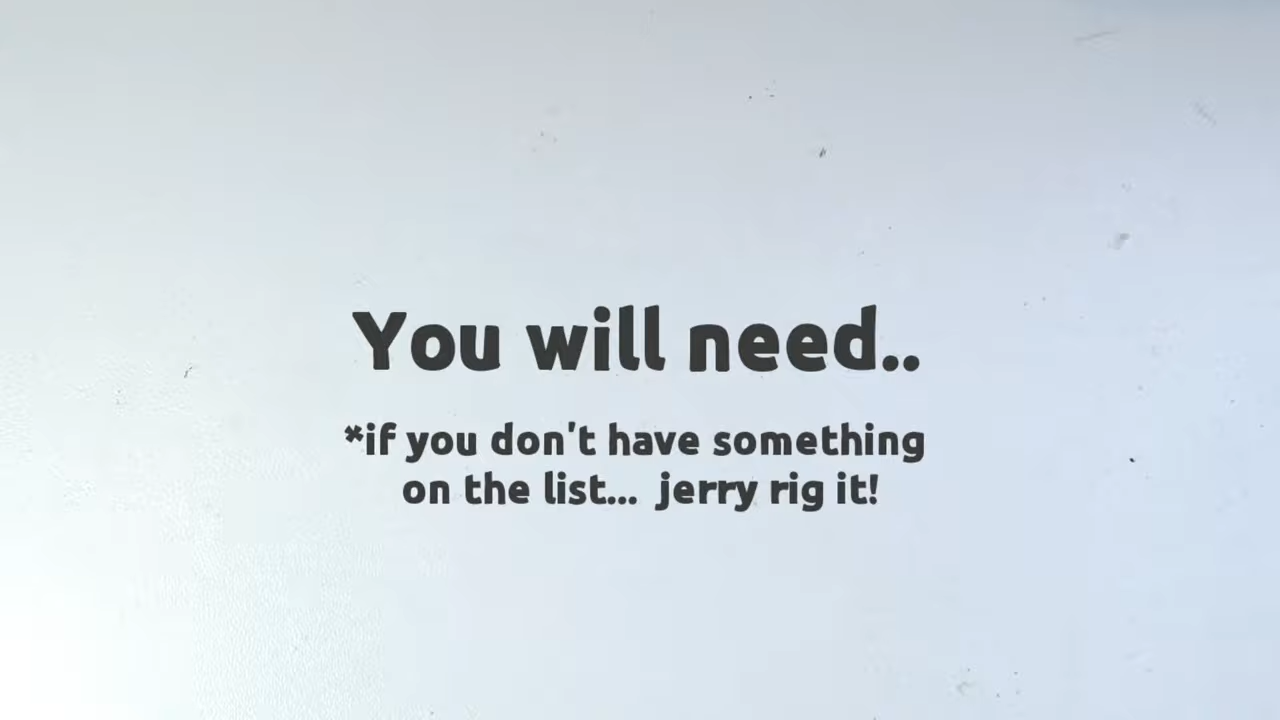 You will need..
*if you don't have something
on the list... jerry rig it!